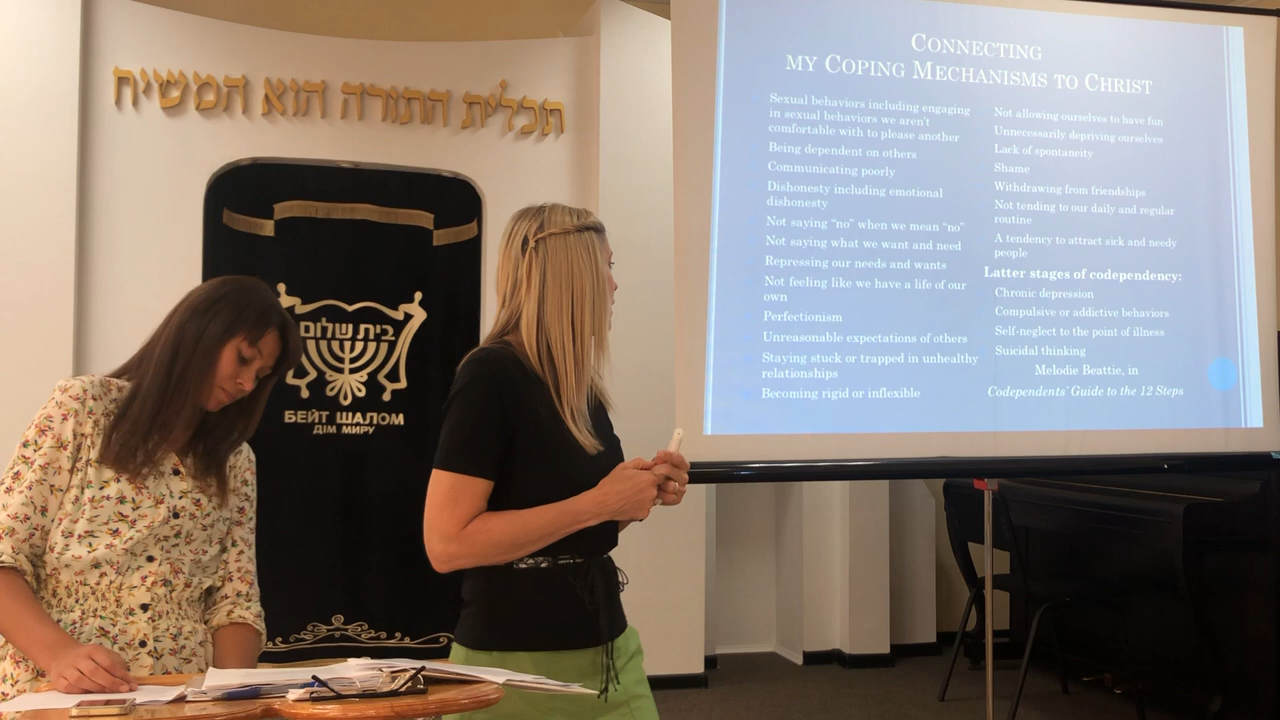 תכלית התורה הוא המשיח
בית שלום
БЕЙТ ШАЛОМ
ДІМ МИРУ
CONNECTING
MY COPING MECHANISMS TO CHRIST
Sexual behaviors including engaging
in sexual behaviors we aren't
comfortable with to please another
Being dependent on others
Communicating poorly
Dishonesty including emotional
dishonesty
Not saying "no" when we mean "no"
Not saying what we want and need
Repressing our needs and wants
Not feeling like we have a life of our
own
Perfectionism
Unreasonable expectations of others
Staying stuck or trapped in unhealthy
relationships
Becoming rigid or inflexible
Not allowing ourselves to have fun
Unnecessarily depriving ourselves
Lack of spontaneity
Shame
Withdrawing from friendships
Not tending to our daily and regular
routine
A tendency to attract sick and needy
people
Latter stages of codependency:
Chronic depression
Compulsive or addictive behaviors
Self-neglect to the point of illness
Suicidal thinking
Melodie Beattie, in
Codependents' Guide to the 12 Steps